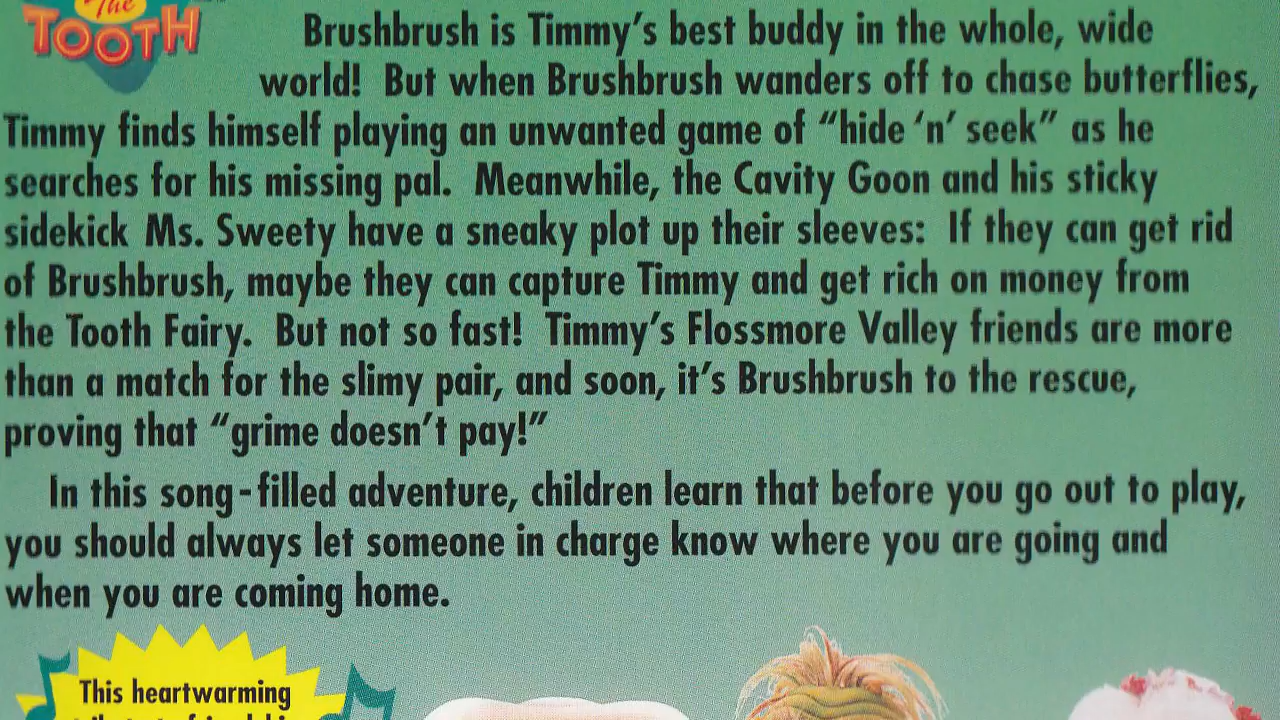 The
TOOTH
Brushbrush is Timmy's best buddy in the whole, wide
world! But when Brushbrush wanders off to chase butterflies,
Timmy finds himself playing an unwanted game of “hide ‘n’ seek” as he
searches for his missing pal. Meanwhile, the Cavity Goon and his sticky
sidekick Ms. Sweety have a sneaky plot up their sleeves: If they can get rid
of Brushbrush, maybe they can capture Timmy and get rich on money from
the Tooth Fairy. But not so fast! Timmy's Flossmore Valley friends are more
than a match for the slimy pair, and soon, it's Brushbrush to the rescue,
proving that “grime doesn't pay!”
In this song-filled adventure, children learn that before you go out to play,
you should always let someone in charge know where you are going and
when you are coming home.
This heartwarming